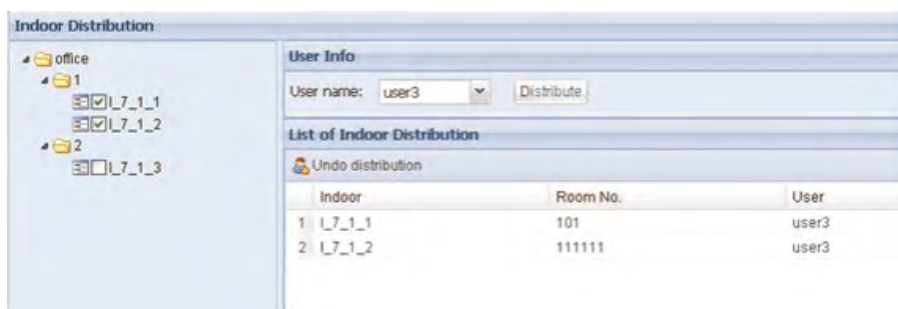 Indoor Distribution
office
1
I_7_1_1
I_7_1_2
2
I_7_1_3
User Info
User name: user3 Distribute
List of Indoor Distribution
Undo distribution
Indoor Room No. User
1 I_7_1_1 101 user3
2 I_7_1_2 111111 user3